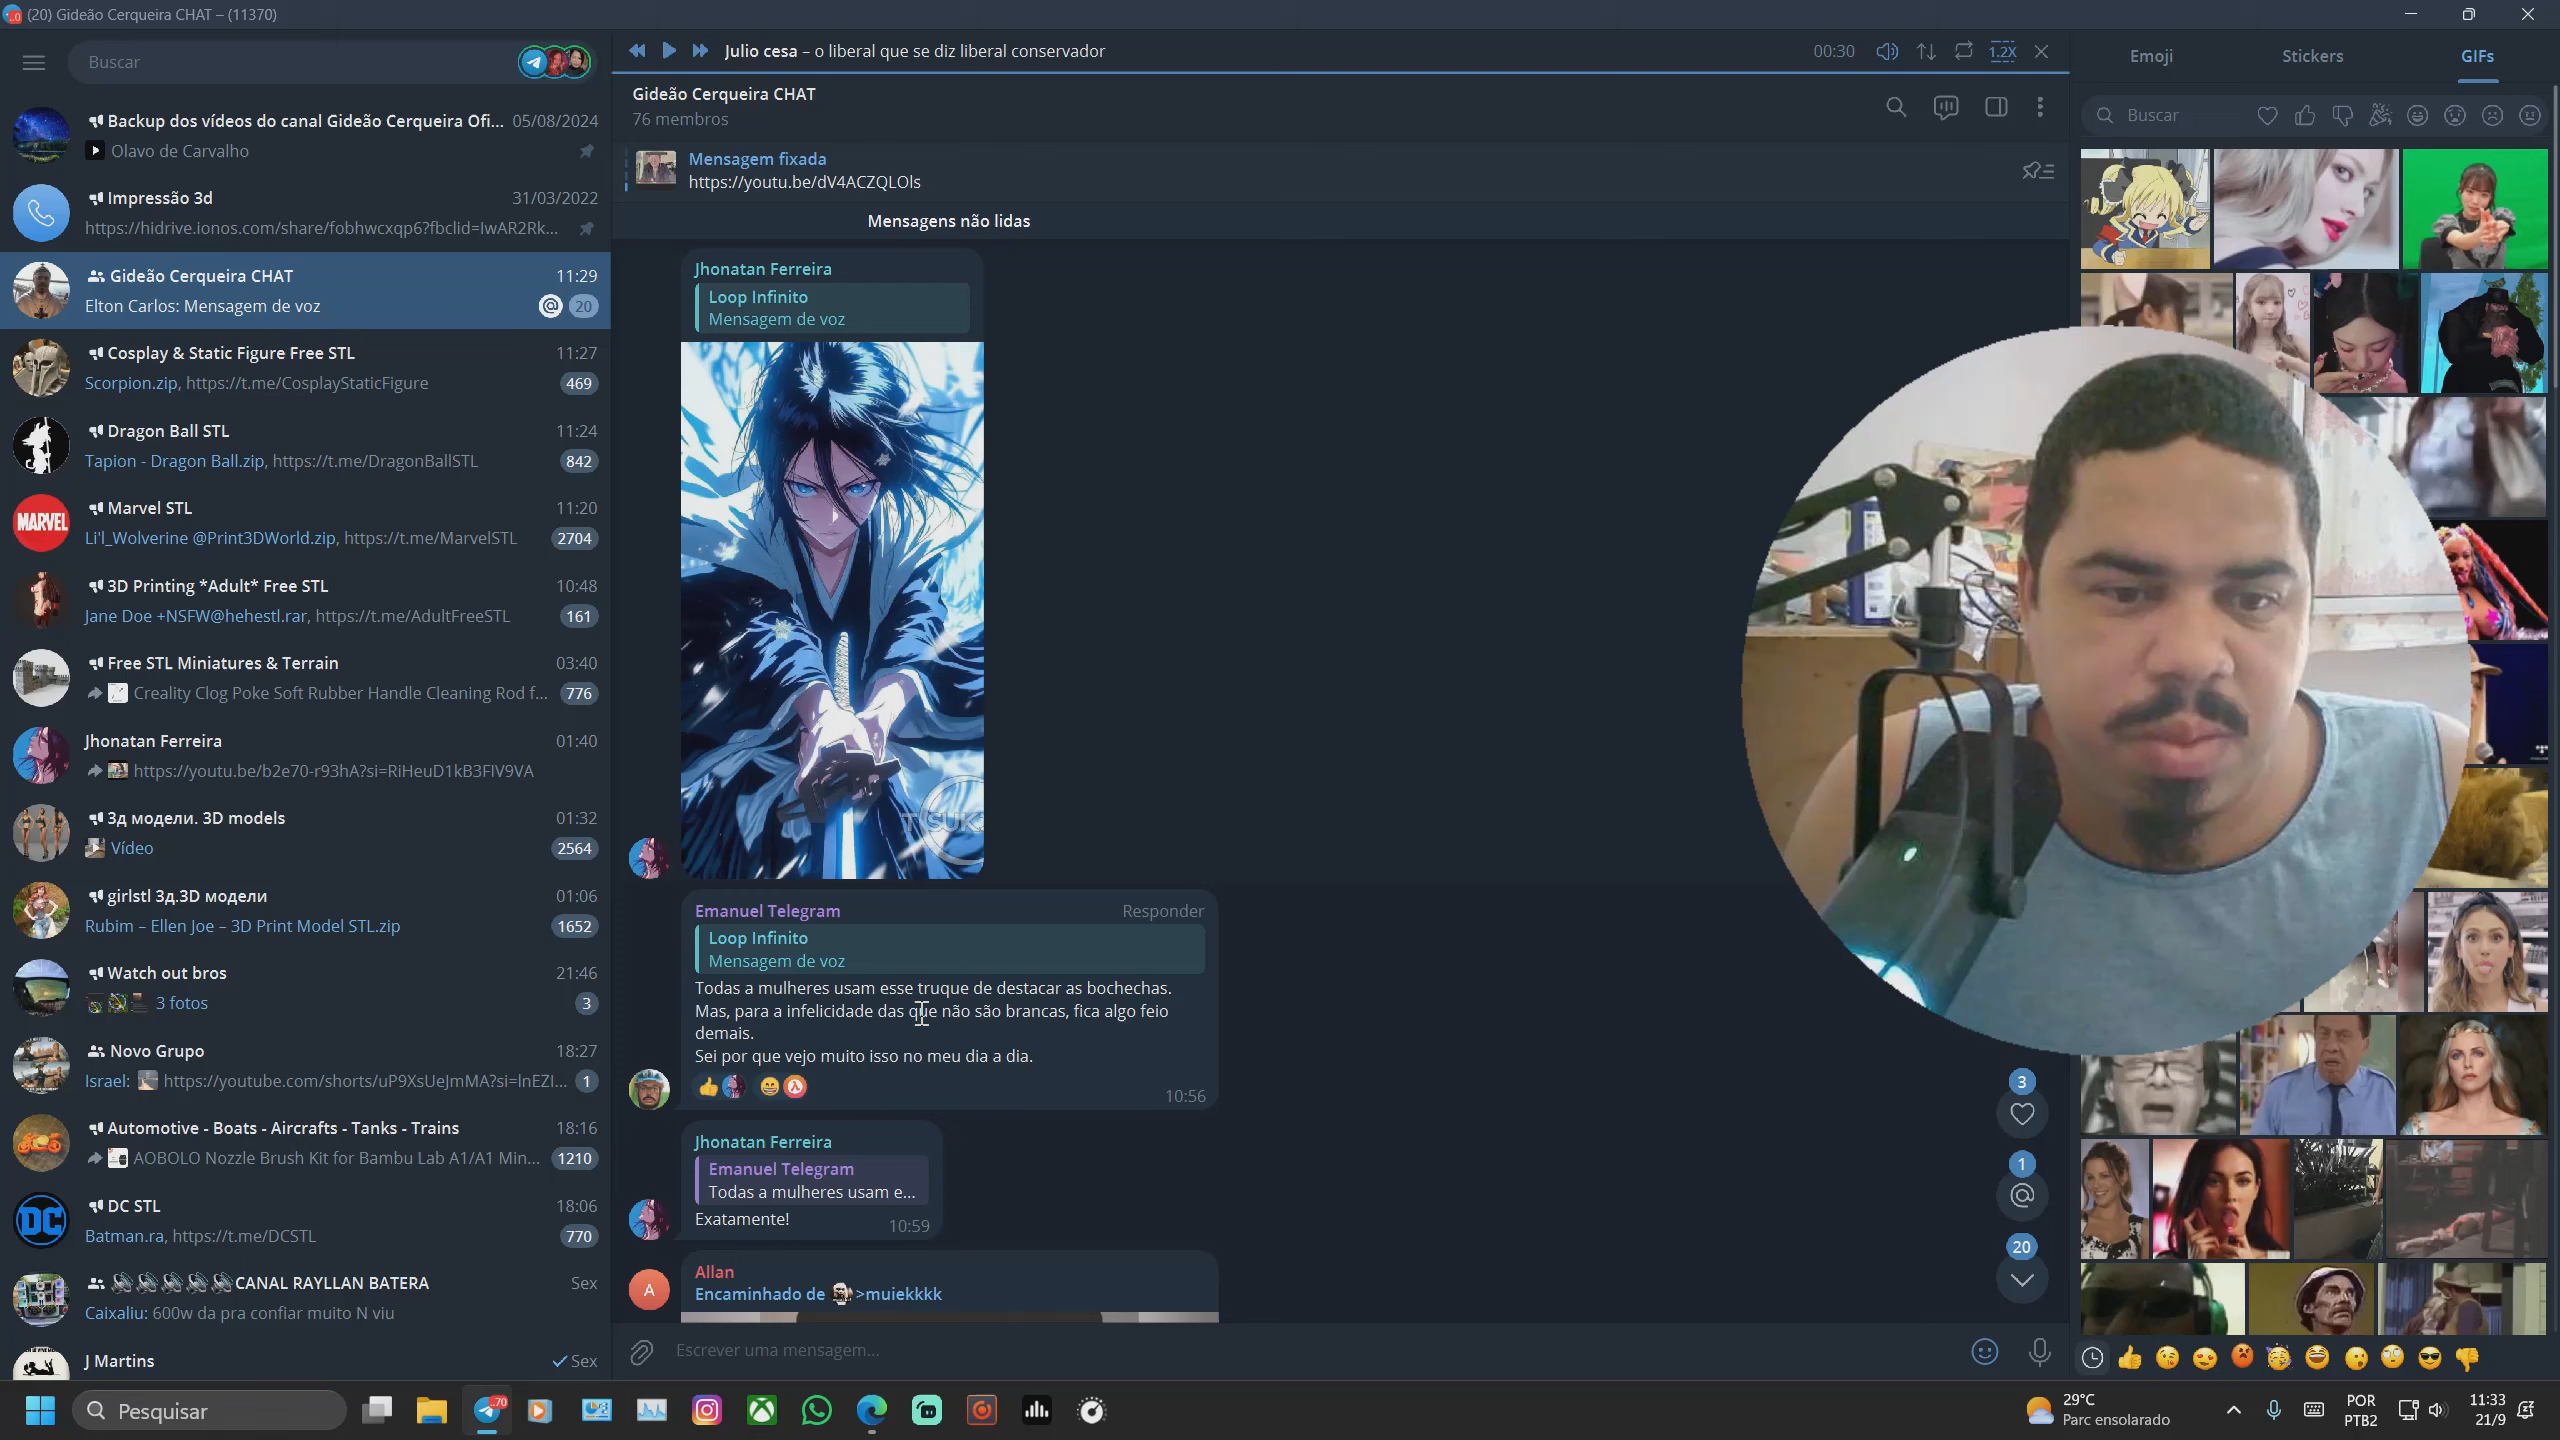 (20) Gideão Cerqueira CHAT – (11370)
Buscar
Backup dos vídeos do canal Gideão Cerqueira Ofi... 05/08/2024
Olavo de Carvalho
Impressão 3d 31/03/2022
https://hidrive.ionos.com/share/fobhwcxqp6?fbclid=IwAR2Rk...
Gideão Cerqueira CHAT 11:29
Elton Carlos: Mensagem de voz @ 20
Cosplay & Static Figure Free STL 11:27
Scorpion.zip, https://t.me/CosplayStaticFigure 469
Dragon Ball STL 11:24
Tapion - Dragon Ball.zip, https://t.me/DragonBallSTL 842
MARVEL
Marvel STL 11:20
Li'l_Wolverine @Print3DWorld.zip, https://t.me/MarvelSTL 2704
3D Printing *Adult* Free STL 10:48
Jane Doe +NSFW@hehestl.rar, https://t.me/AdultFreeSTL 161
Free STL Miniatures & Terrain 03:40
Creality Clog Poke Soft Rubber Handle Cleaning Rod f... 776
Jhonatan Ferreira 01:40
https://youtu.be/b2e70-r93hA?si=RiHeuD1kB3FIV9VA
3д модели. 3D models 01:32
Vídeo 2564
girlstl 3д.3D модели 01:06
Rubim – Ellen Joe – 3D Print Model STL.zip 1652
Watch out bros 21:46
3 fotos 3
Novo Grupo 18:27
Israel: https://youtube.com/shorts/uP9XsUeJmMA?si=lnEZl... 1
Automotive - Boats - Aircrafts - Tanks - Trains 18:16
AOBOLO Nozzle Brush Kit for Bambu Lab A1/A1 Min... 1210
DC
DC STL 18:06
Batman.ra, https://t.me/DCSTL 770
CANAL RAYLLAN BATERA Sex
Caixaliu: 600w da pra confiar muito N viu
J Martins Sex
Julio cesa – o liberal que se diz liberal conservador 00:30 1.2X
Gideão Cerqueira CHAT
76 membros
Mensagem fixada
https://youtu.be/dV4ACZQLOls
Mensagens não lidas
Jhonatan Ferreira
Loop Infinito
Mensagem de voz
Emanuel Telegram Responder
Loop Infinito
Mensagem de voz
Todas a mulheres usam esse truque de destacar as bochechas.
Mas, para a infelicidade das que não são brancas, fica algo feio
demais.
Sei por que vejo muito isso no meu dia a dia.
10:56
Jhonatan Ferreira
Emanuel Telegram
Todas a mulheres usam e...
Exatamente! 10:59
A
Allan
Encaminhado de >muiekkkk
3
1
@
20
Escrever uma mensagem...
Emoji Stickers GIFs
Buscar
Pesquisar
..70
29°C
Parc ensolarado
POR
PTB2
11:33
21/9